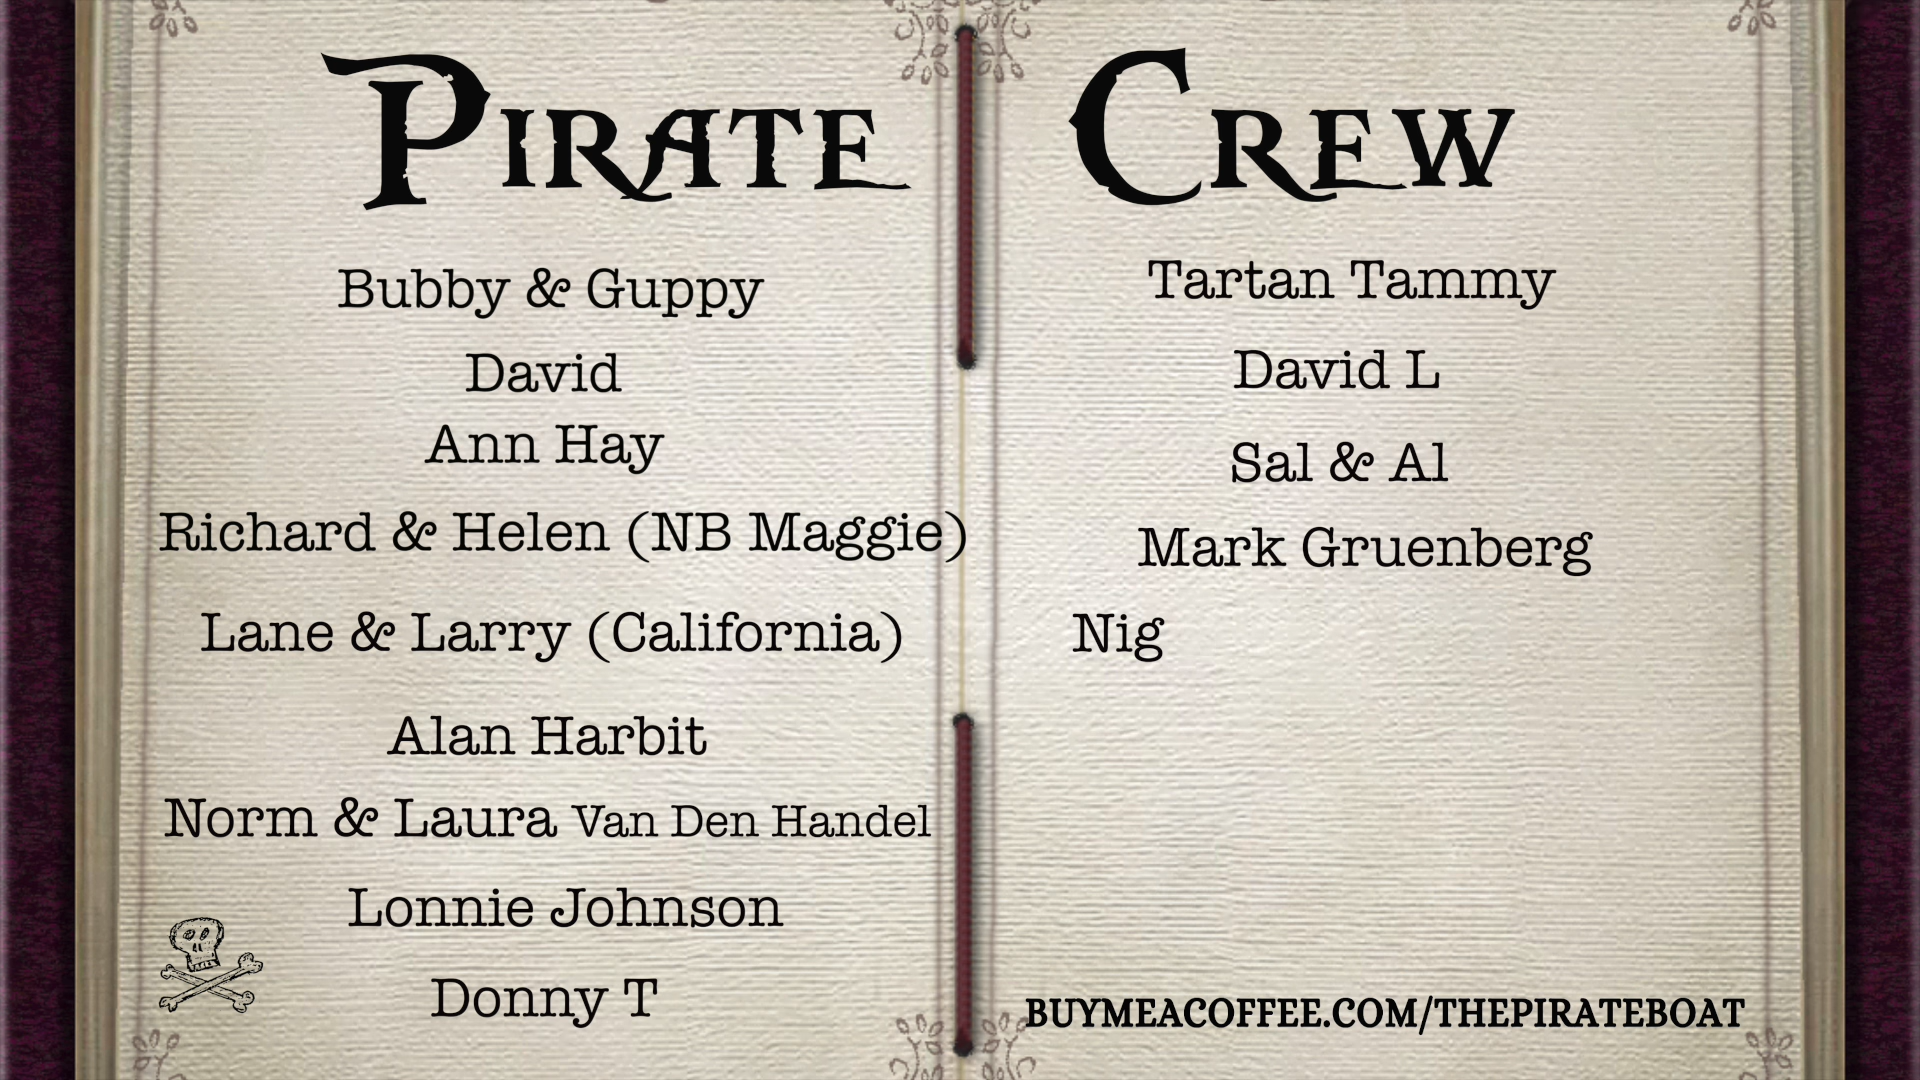 Pirate Crew
Bubby & Guppy
David
Ann Hay
Richard & Helen (NB Maggie)
Lane & Larry (California)
Alan Harbit
Norm & Laura Van Den Handel
Lonnie Johnson
Donny T
Tartan Tammy
David L
Sal & Al
Mark Gruenberg
Nig
BUYMEACOFFEE.COM/THEPIRATEBOAT